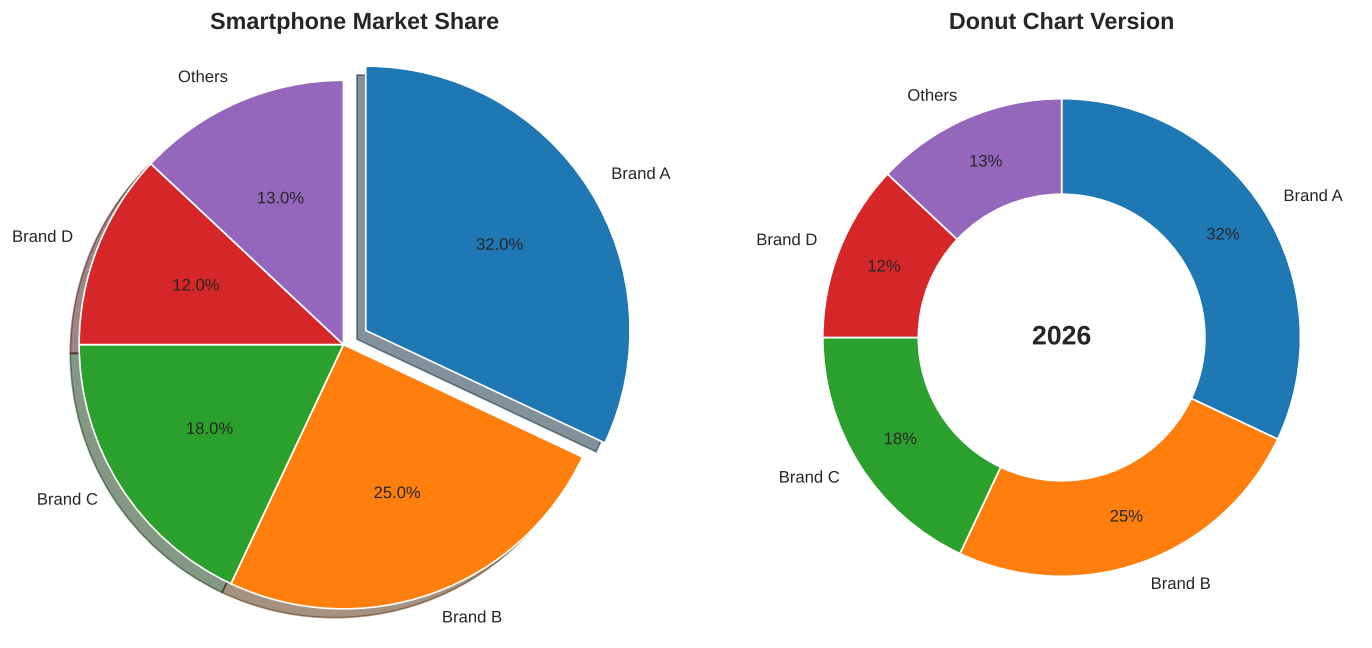 Smartphone Market Share
Others
Brand A
13.0%
Brand D
32.0%
12.0%
18.0%
25.0%
Brand C
Brand B
Donut Chart Version
Others
13%
Brand A
32%
Brand D
12%
2026
18%
Brand C
25%
Brand B